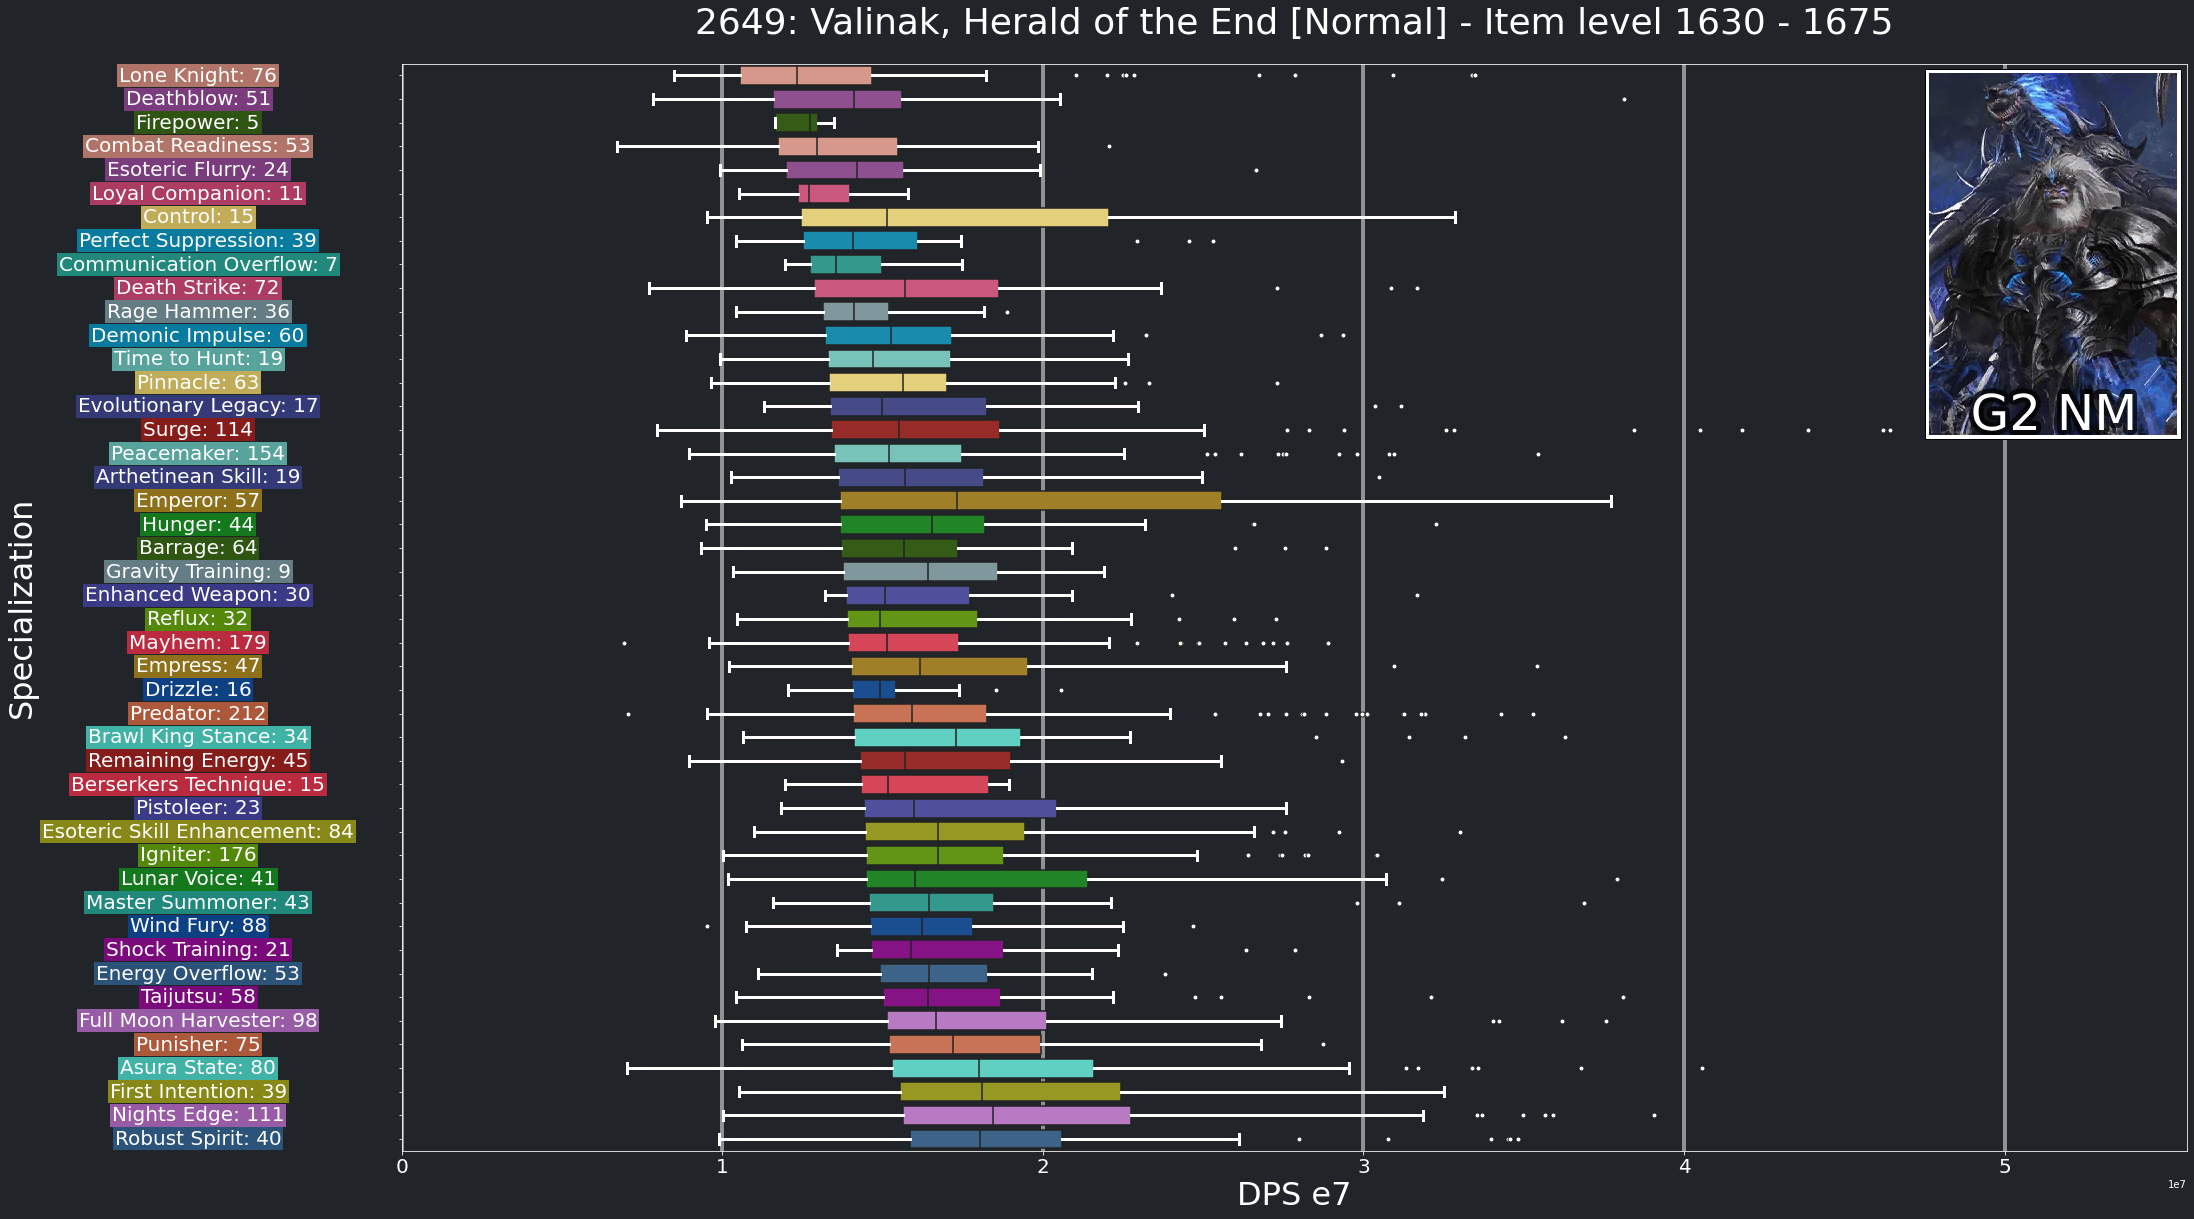 2649: Valinak, Herald of the End [Normal] - Item level 1630 - 1675
Specialization
Lone Knight: 76
Deathblow: 51
Firepower: 5
Combat Readiness: 53
Esoteric Flurry: 24
Loyal Companion: 11
Control: 15
Perfect Suppression: 39
Communication Overflow: 7
Death Strike: 72
Rage Hammer: 36
Demonic Impulse: 60
Time to Hunt: 19
Pinnacle: 63
Evolutionary Legacy: 17
Surge: 114
Peacemaker: 154
Arthetinean Skill: 19
Emperor: 57
Hunger: 44
Barrage: 64
Gravity Training: 9
Enhanced Weapon: 30
Reflux: 32
Mayhem: 179
Empress: 47
Drizzle: 16
Predator: 212
Brawl King Stance: 34
Remaining Energy: 45
Berserkers Technique: 15
Pistoleer: 23
Esoteric Skill Enhancement: 84
Igniter: 176
Lunar Voice: 41
Master Summoner: 43
Wind Fury: 88
Shock Training: 21
Energy Overflow: 53
Taijutsu: 58
Full Moon Harvester: 98
Punisher: 75
Asura State: 80
First Intention: 39
Nights Edge: 111
Robust Spirit: 40
G2 NM
0 1 2 3 4 5
1e7
DPS e7